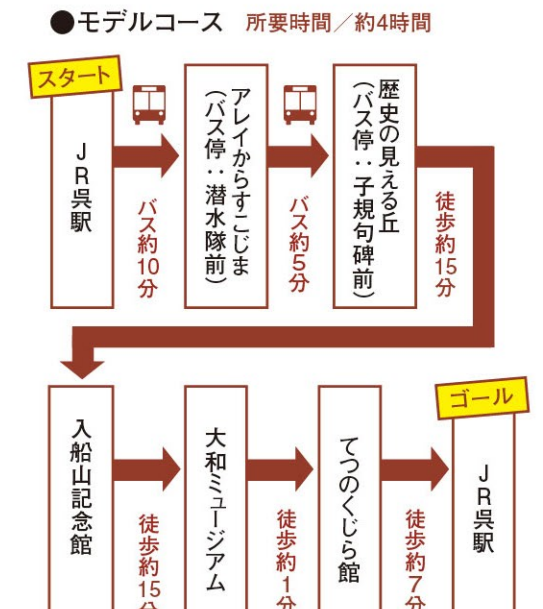 ●モデルコース 所要時間／約4時間
スタート
JR呉駅
バス約10分
アレイからすこじま
（バス停：潜水隊前）
バス約5分
歴史の見える丘
（バス停：子規句碑前）
徒歩約15分
入船山記念館
徒歩約15分
大和ミュージアム
徒歩約1分
てつのくじら館
徒歩約7分
ゴール
JR呉駅